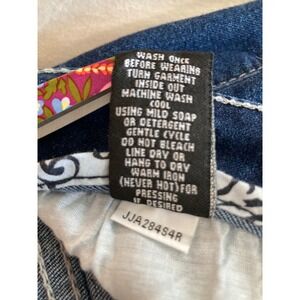 WASH ONCE
BEFORE WEARING
TURN GARMENT
INSIDE OUT
MACHINE WASH
COOL
USING MILD SOAP
OR DETERGENT
GENTLE CYCLE
DO NOT BLEACH
LINE DRY OR
HANG TO DRY
WARM IRON
(NEVER HOT)FOR
PRESSING
IF DESIRED
JJA284S4R